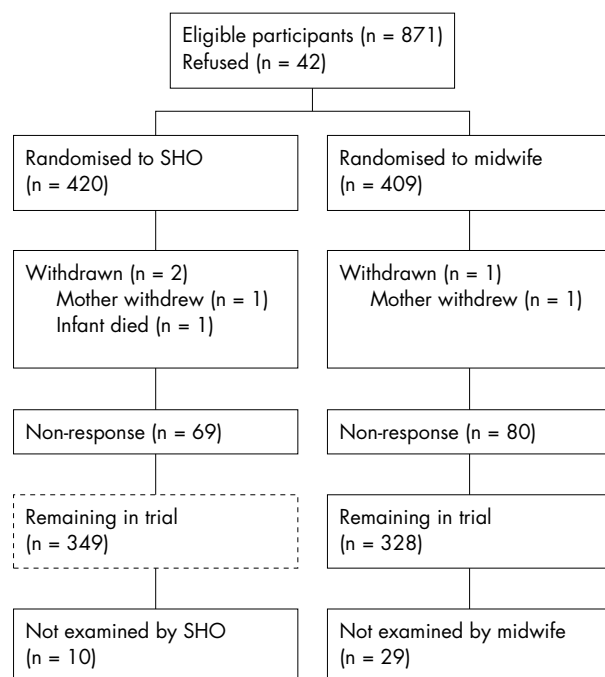 Eligible participants (n = 871)
Refused (n = 42)
Randomised to SHO
(n = 420)
Randomised to midwife
(n = 409)
Withdrawn (n = 2)
Mother withdrew (n = 1)
Infant died (n = 1)
Withdrawn (n = 1)
Mother withdrew (n = 1)
Non-response (n = 69)
Non-response (n = 80)
Remaining in trial
(n = 349)
Remaining in trial
(n = 328)
Not examined by SHO
(n = 10)
Not examined by midwife
(n = 29)